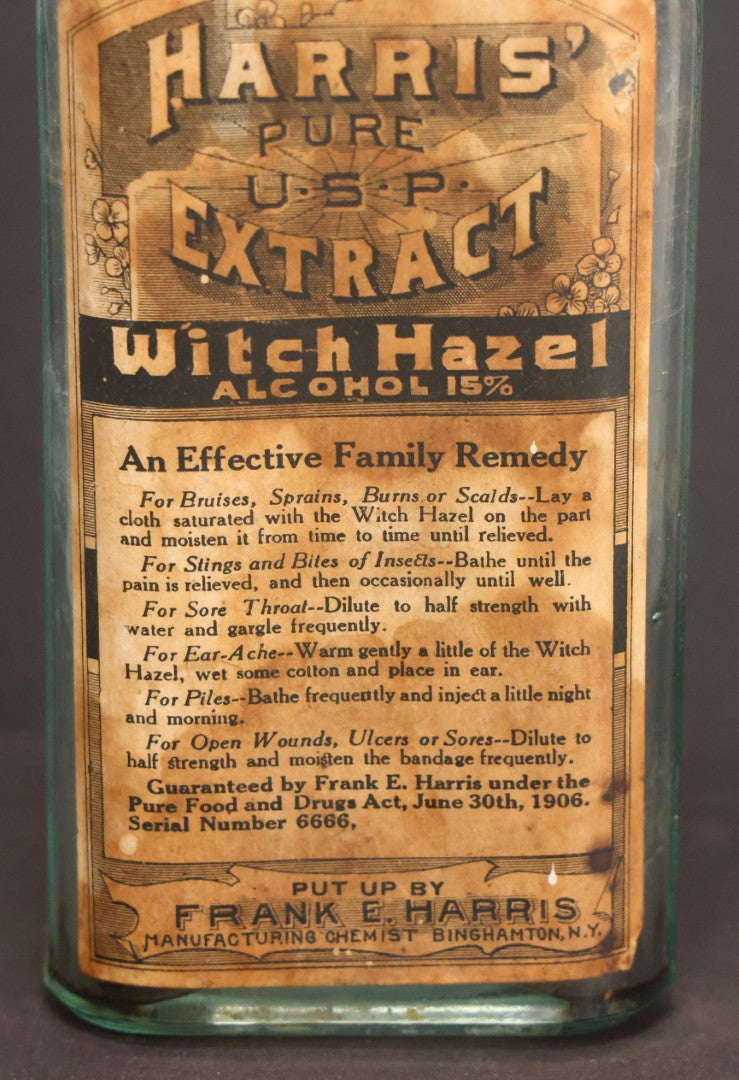 HARRIS'
PURE
U·S·P·
EXTRACT
Witch Hazel
ALCOHOL 15%
An Effective Family Remedy
For Bruises, Sprains, Burns or Scalds--Lay a
cloth saturated with the Witch Hazel on the part
and moisten it from time to time until relieved.
For Stings and Bites of Insects--Bathe until the
pain is relieved, and then occasionally until well.
For Sore Throat--Dilute to half strength with
water and gargle frequently.
For Ear-Ache--Warm gently a little of the Witch
Hazel, wet some cotton and place in ear.
For Piles--Bathe frequently and inject a little night
and morning.
For Open Wounds, Ulcers or Sores--Dilute to
half strength and moisten the bandage frequently.
Guaranteed by Frank E. Harris under the
Pure Food and Drugs Act, June 30th, 1906.
Serial Number 6666,
PUT UP BY
FRANK E. HARRIS
MANUFACTURING CHEMIST BINGHAMTON, N.Y.